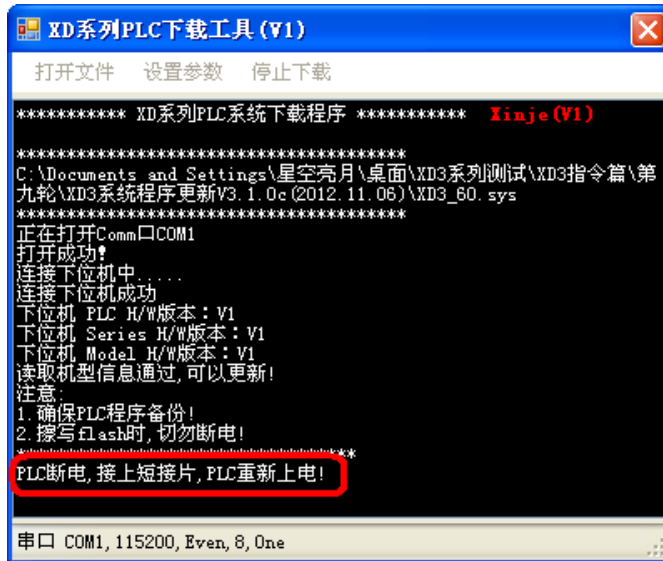 XD系列PLC下载工具(V1)
打开文件 设置参数 停止下载
*********** XD系列PLC系统下载程序 *********** Xinje(V1)
***************************************
C:\Documents and Settings\星空亮月\桌面\XD3系列测试\XD3指令篇\第
九轮\XD3系统程序更新V3.1.0c(2012.11.06)\XD3_60.sys
***************************************
正在打开Comm口COM1
打开成功!
连接下位机中.....
连接下位机成功
下位机 PLC H/W版本：V1
下位机 Series H/W版本：V1
下位机 Model H/W版本：V1
读取机型信息通过,可以更新!
注意:
1.确保PLC程序备份!
2.擦写flash时,切勿断电!
**********************************
PLC断电,接上短接片,PLC重新上电!
串口 COM1,115200,Even,8,One